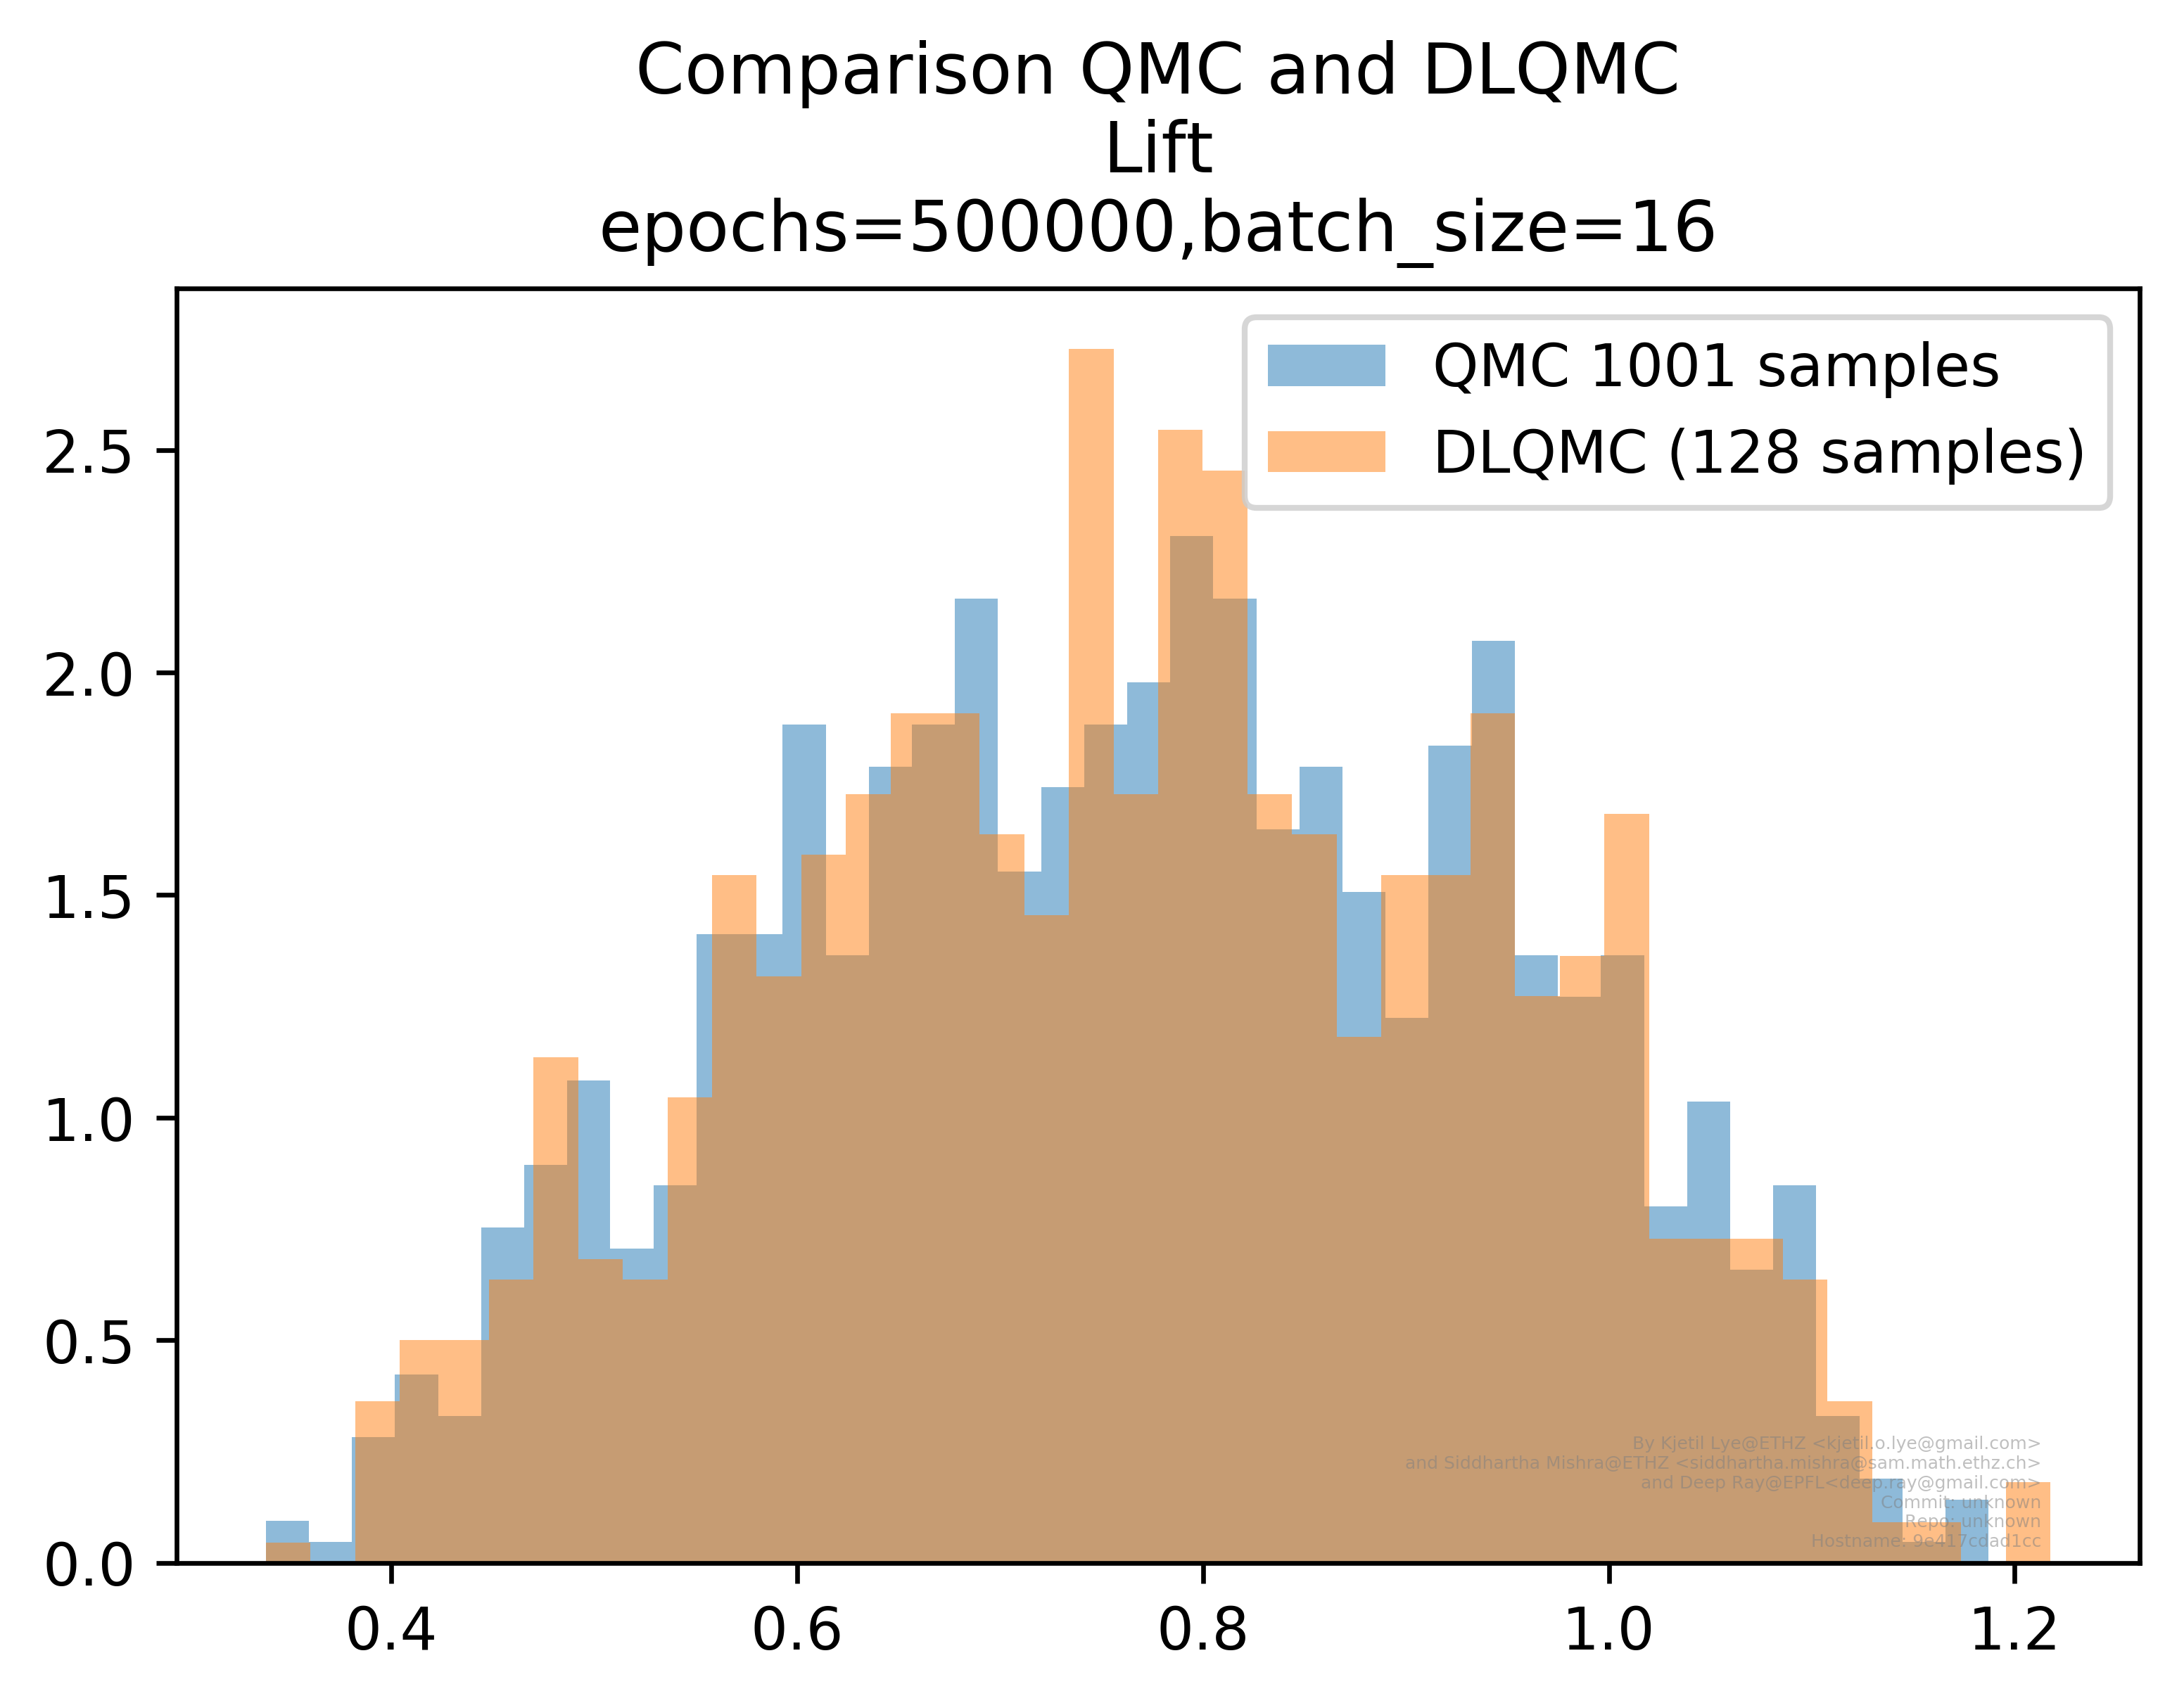 Comparison QMC and DLQMC
Lift
epochs=500000,batch_size=16
QMC 1001 samples
DLQMC (128 samples)
2.5
2.0
1.5
1.0
0.5
0.0
By Kjetil Lye@ETHZ <kjetil.o.lye@gmail.com>
and Siddhartha Mishra@ETHZ <siddhartha.mishra@sam.math.ethz.ch>
and Deep Ray@EPFL<deep.ray@gmail.com>
Commit: unknown
Repo: unknown
Hostname: 9e417cdad1cc
0.4 0.6 0.8 1.0 1.2